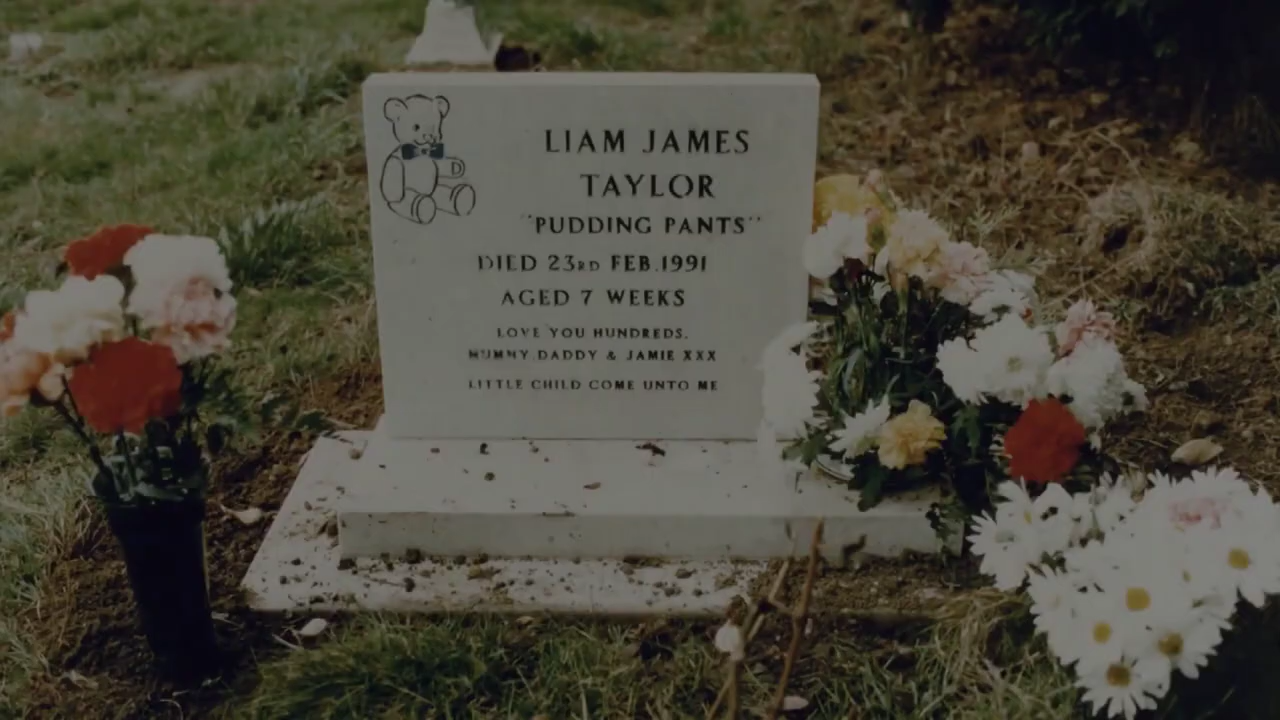 LIAM JAMES
TAYLOR
"PUDDING PANTS"
DIED 23RD FEB.1991
AGED 7 WEEKS
LOVE YOU HUNDREDS.
MUMMY DADDY & JAMIE XXX
LITTLE CHILD COME UNTO ME
D